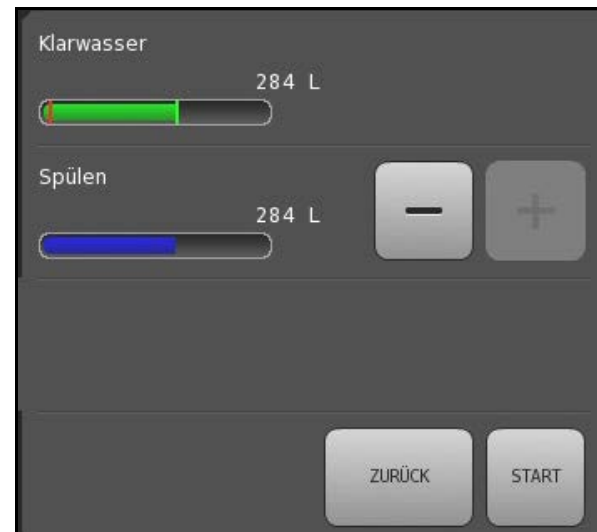 Klarwasser
284 L
Spülen
284 L
ZURÜCK START